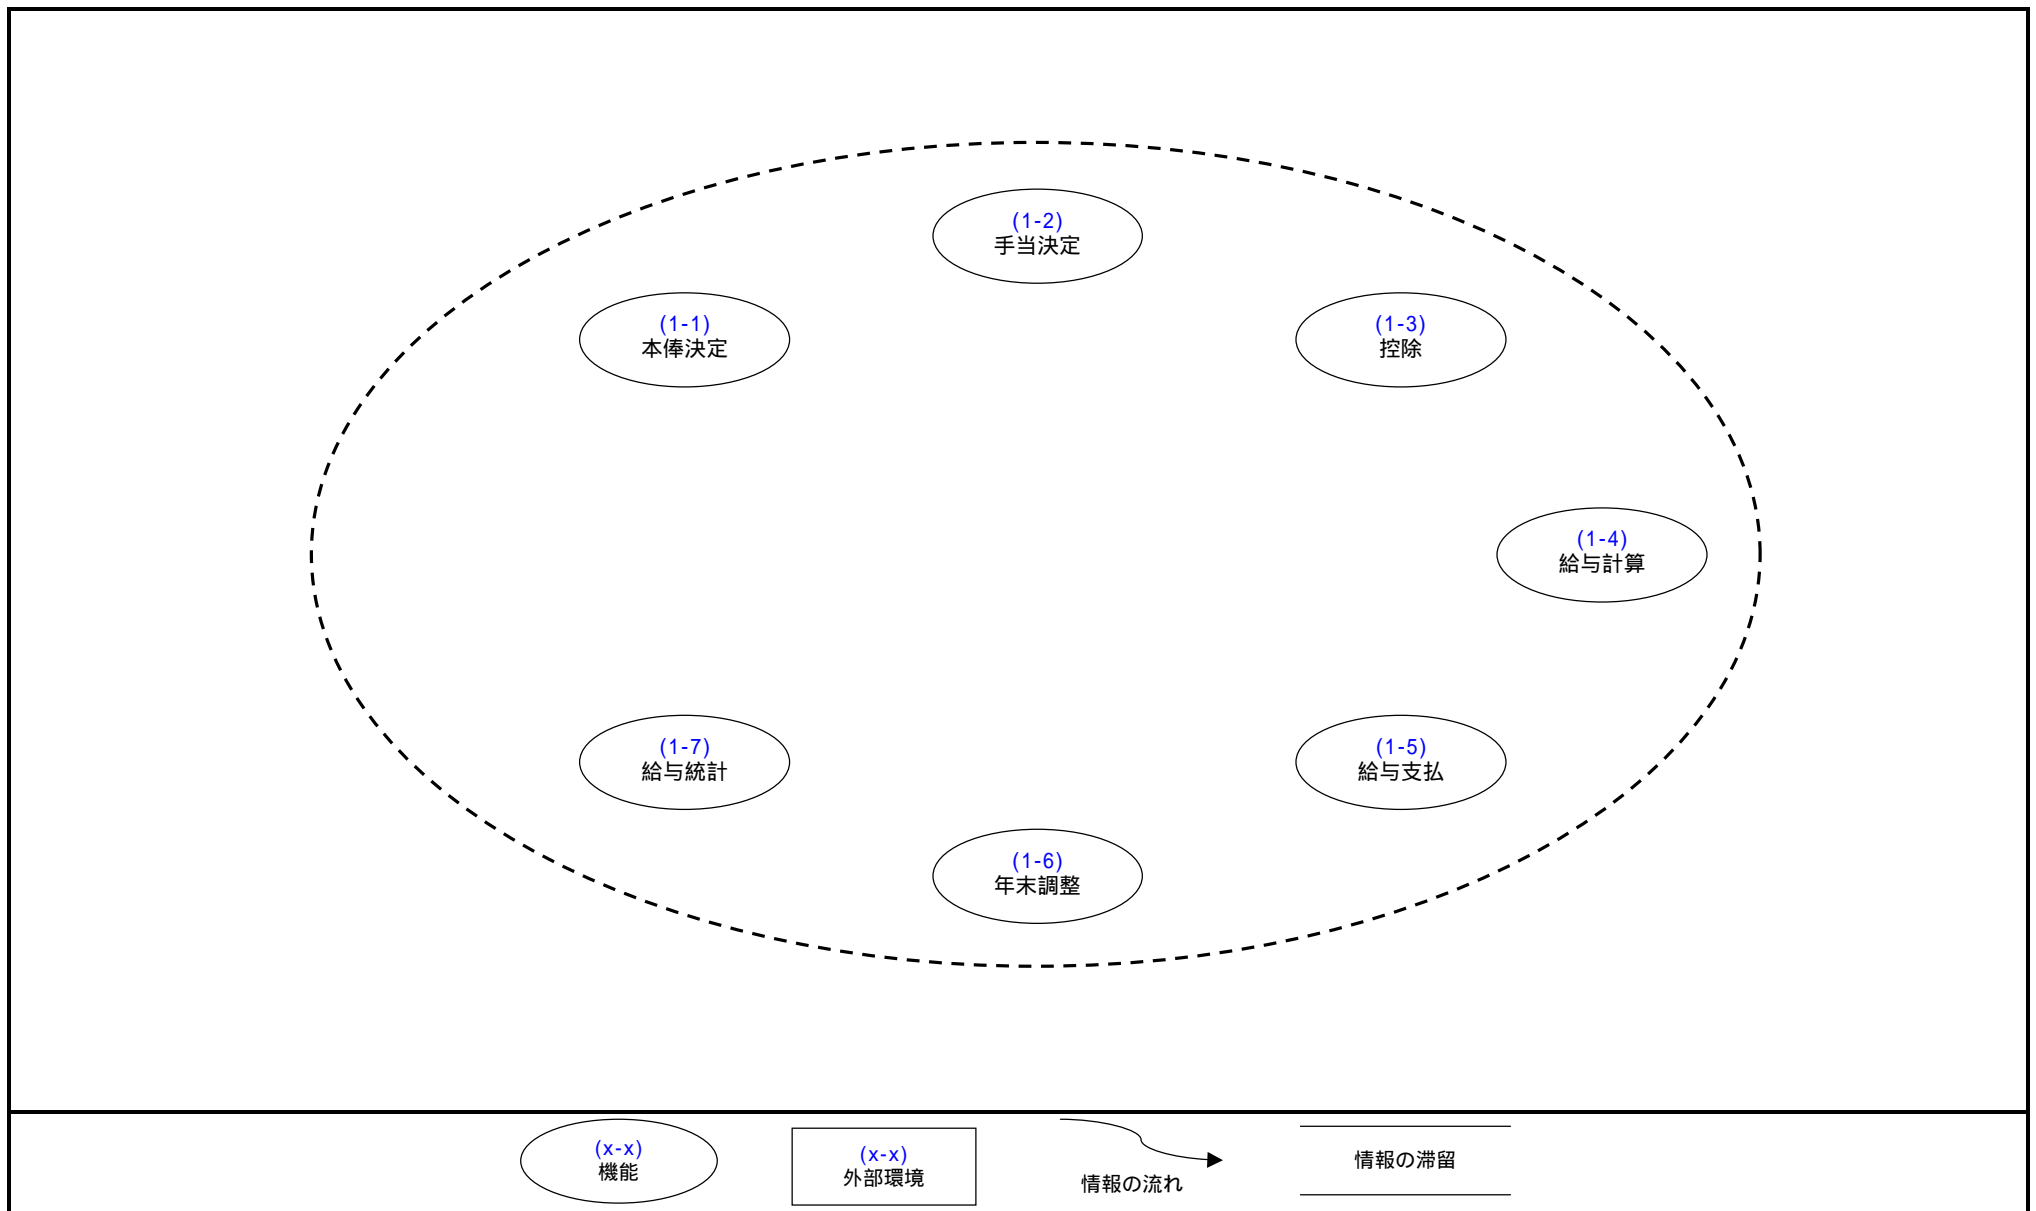 (1-2)
手当決定
(1-1)
本俸決定
(1-3)
控除
(1-4)
給与計算
(1-7)
給与統計
(1-5)
給与支払
(1-6)
年末調整
(x-x)
機能
(x-x)
外部環境
情報の流れ
情報の滞留